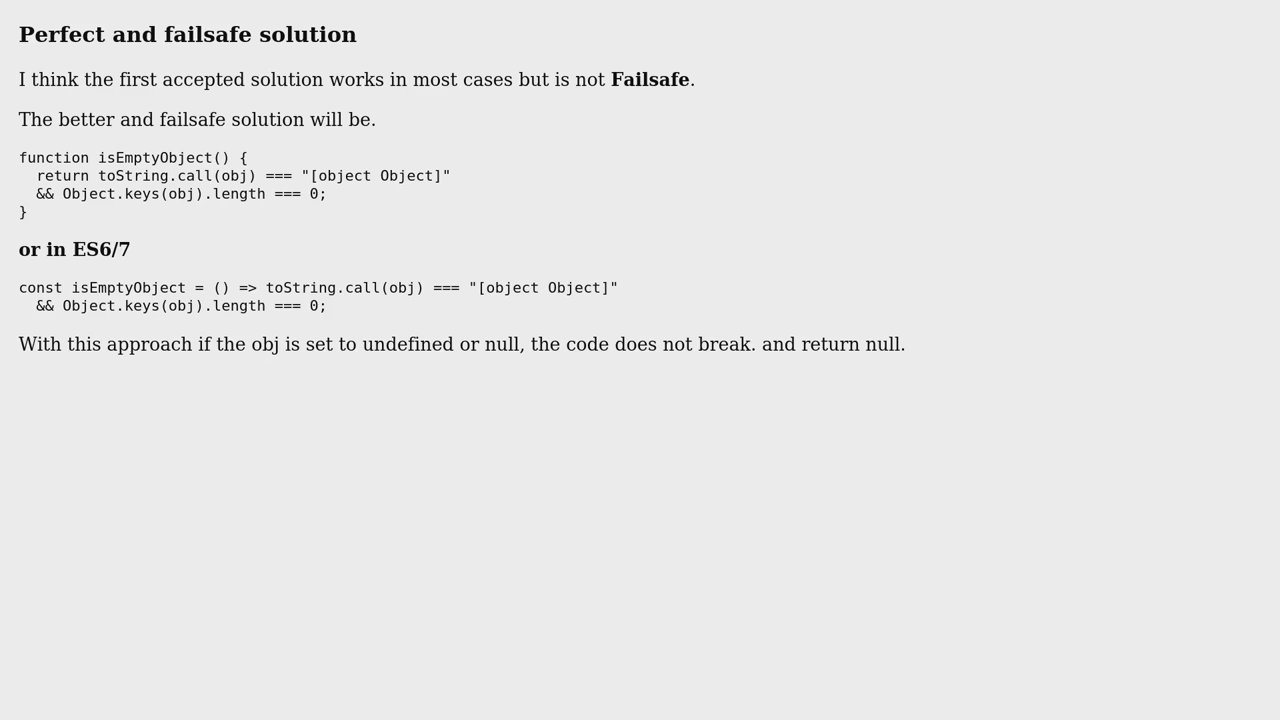 Perfect and failsafe solution
I think the first accepted solution works in most cases but is not Failsafe.
The better and failsafe solution will be.
function isEmptyObject() {
  return toString.call(obj) === "[object Object]"
  && Object.keys(obj).length === 0;
}
or in ES6/7
const isEmptyObject = () => toString.call(obj) === "[object Object]"
  && Object.keys(obj).length === 0;
With this approach if the obj is set to undefined or null, the code does not break. and return null.